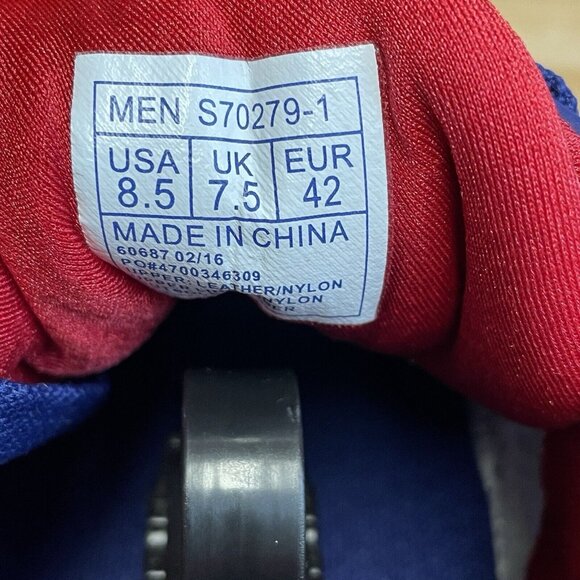 MEN S70279-1
USA UK EUR
8.5 7.5 42
MADE IN CHINA
60687 02/16
PO#4700346309
UPPER: LEATHER/NYLON
NYLON